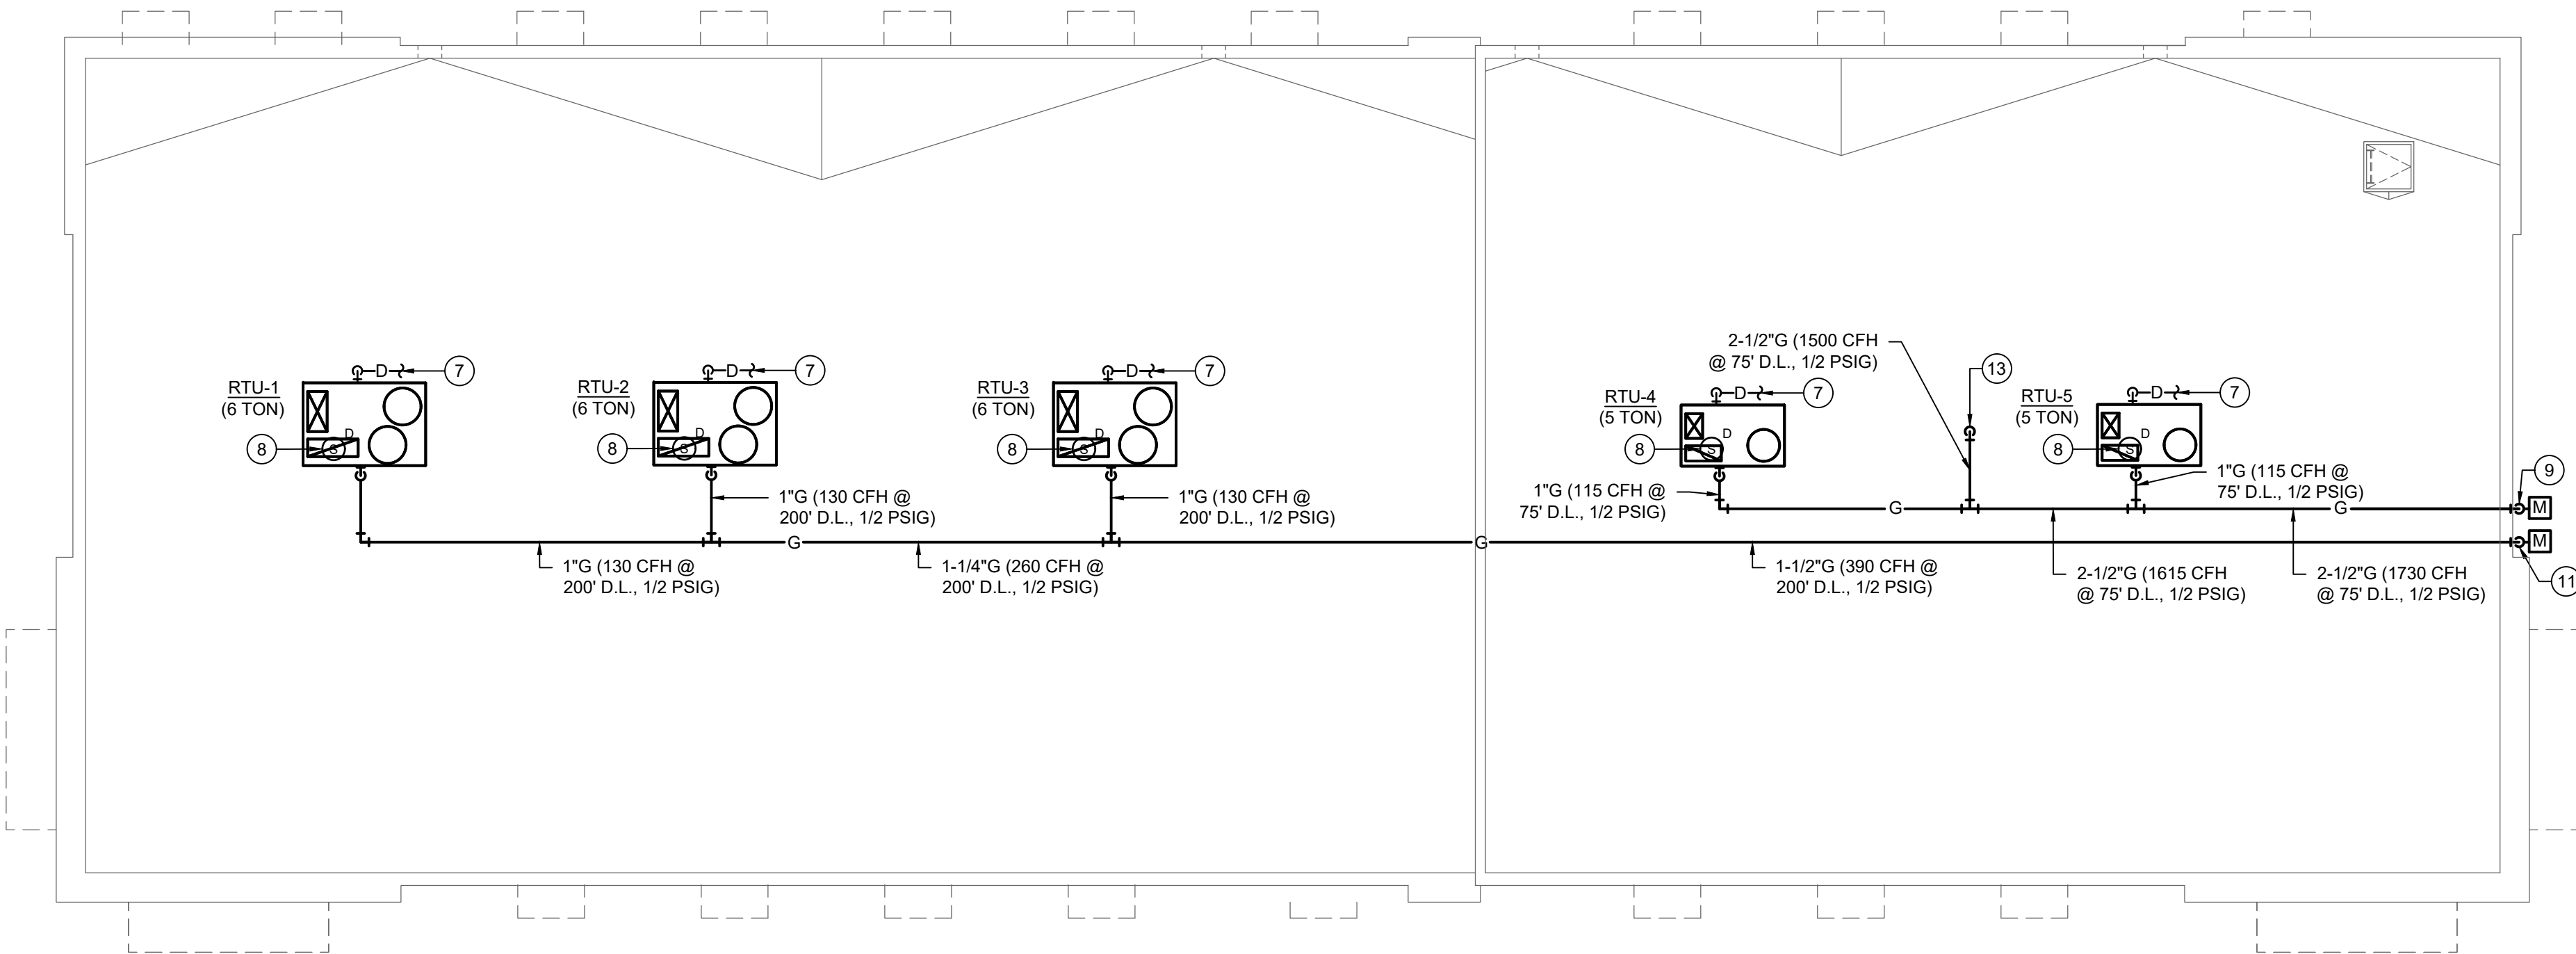 RTU-1
(6 TON)
D
7
8
S
D
RTU-2
(6 TON)
D
7
8
S
D
RTU-3
(6 TON)
D
7
8
S
D
RTU-4
(5 TON)
D
7
8
S
D
2-1/2"G (1500 CFH
@ 75' D.L., 1/2 PSIG)
13
RTU-5
(5 TON)
D
7
8
S
D
1"G (130 CFH @
200' D.L., 1/2 PSIG)
1"G (130 CFH @
200' D.L., 1/2 PSIG)
1"G (115 CFH @
75' D.L., 1/2 PSIG)
1"G (115 CFH @
75' D.L., 1/2 PSIG)
9
G
G
M
G
G
M
1"G (130 CFH @
200' D.L., 1/2 PSIG)
1-1/4"G (260 CFH @
200' D.L., 1/2 PSIG)
1-1/2"G (390 CFH @
200' D.L., 1/2 PSIG)
2-1/2"G (1615 CFH
@ 75' D.L., 1/2 PSIG)
2-1/2"G (1730 CFH
@ 75' D.L., 1/2 PSIG)
11